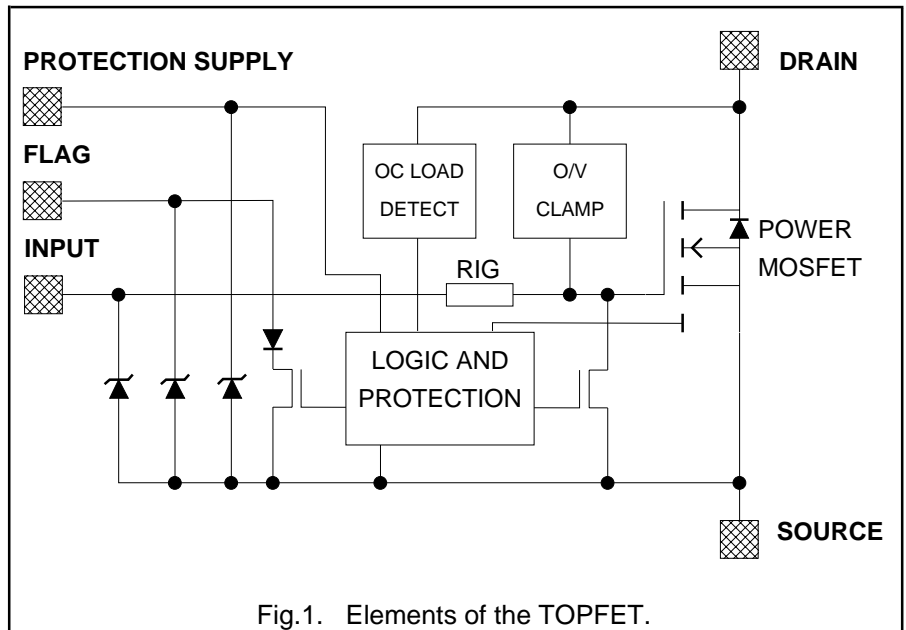 PROTECTION SUPPLY
DRAIN
FLAG
OC LOAD
DETECT
O/V
CLAMP
INPUT
RIG
POWER
MOSFET
LOGIC AND
PROTECTION
SOURCE
Fig.1. Elements of the TOPFET.